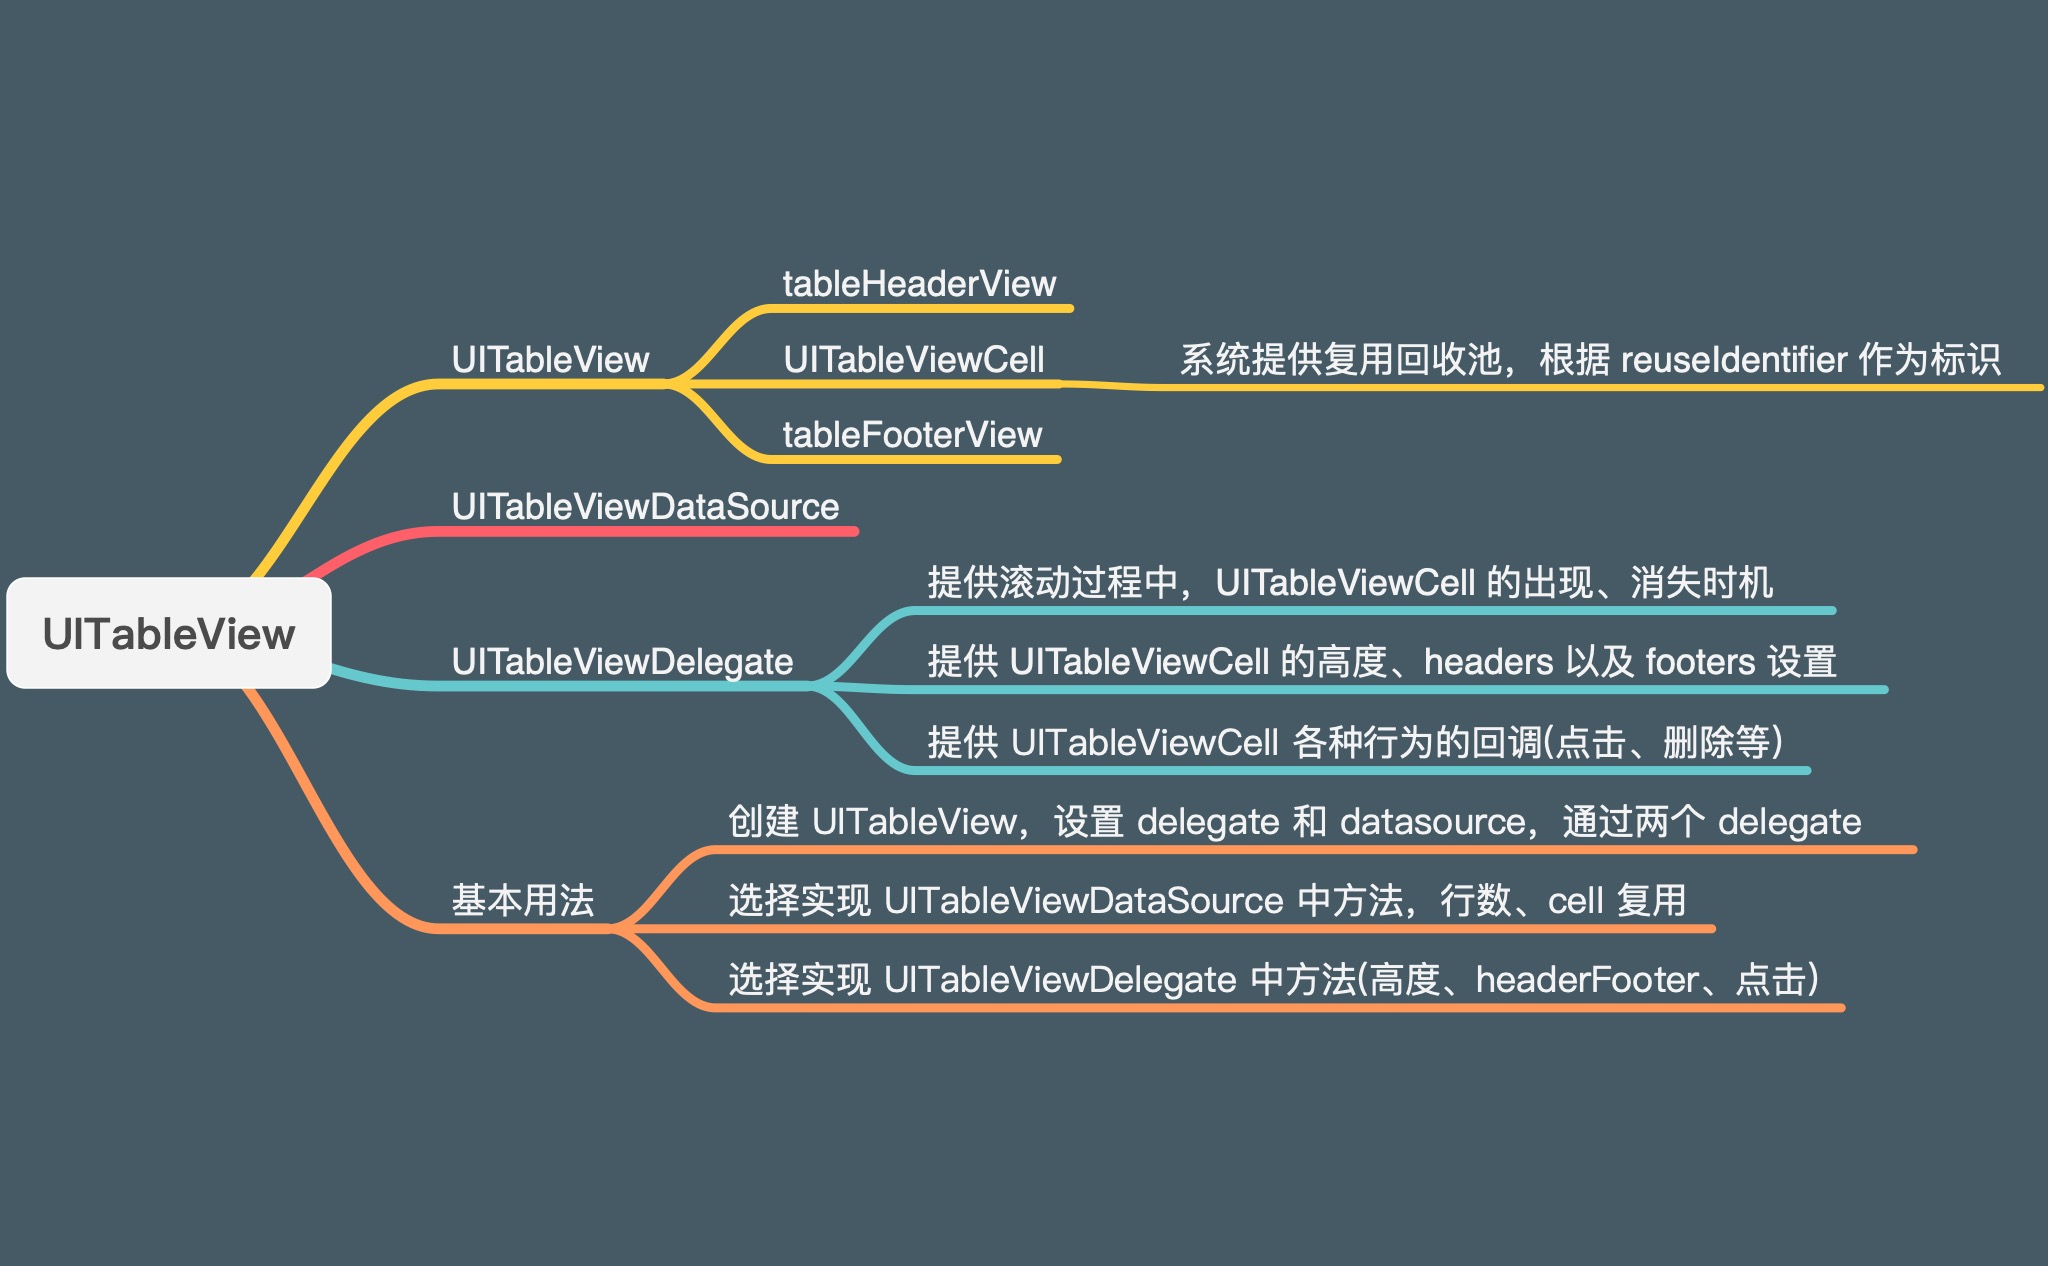 UITableView
UITableView
tableHeaderView
UITableViewCell
系统提供复用回收池，根据 reuseIdentifier 作为标识
tableFooterView
UITableViewDataSource
UITableViewDelegate
提供滚动过程中，UITableViewCell 的出现、消失时机
提供 UITableViewCell 的高度、headers 以及 footers 设置
提供 UITableViewCell 各种行为的回调(点击、删除等)
基本用法
创建 UITableView，设置 delegate 和 datasource，通过两个 delegate
选择实现 UITableViewDataSource 中方法，行数、cell 复用
选择实现 UITableViewDelegate 中方法(高度、headerFooter、点击)